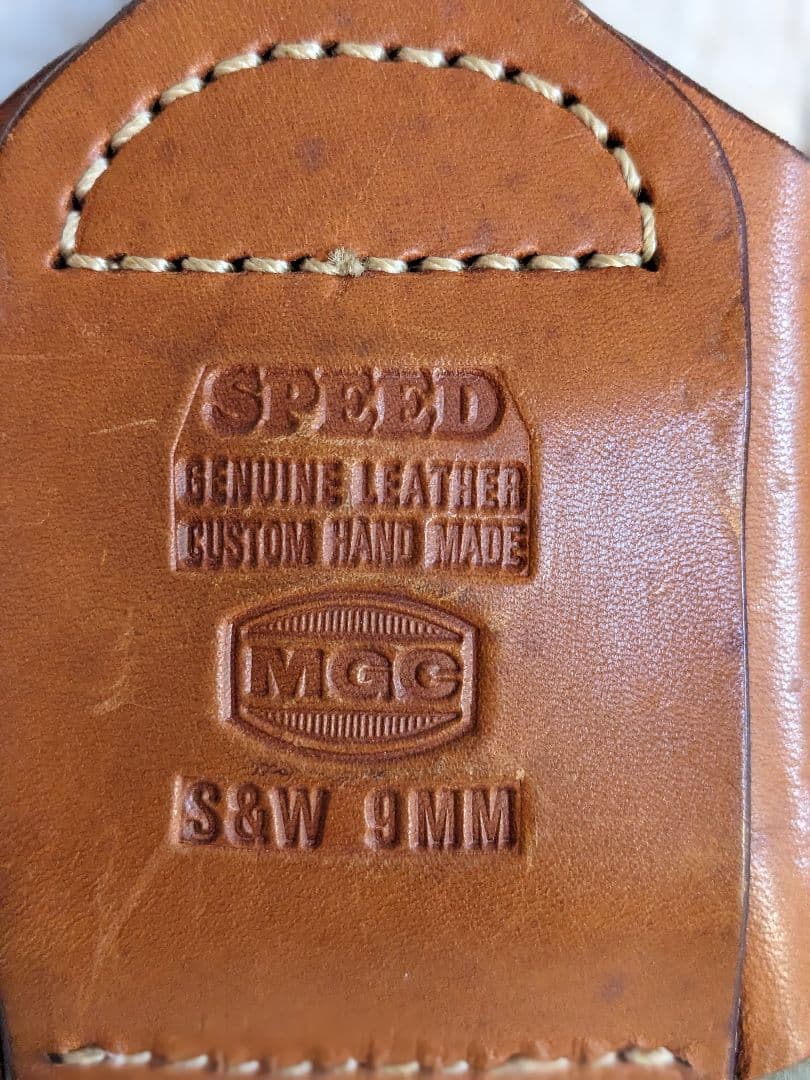 SPEED
GENUINE LEATHER
CUSTOM HAND MADE
MGC
S&W 9MM